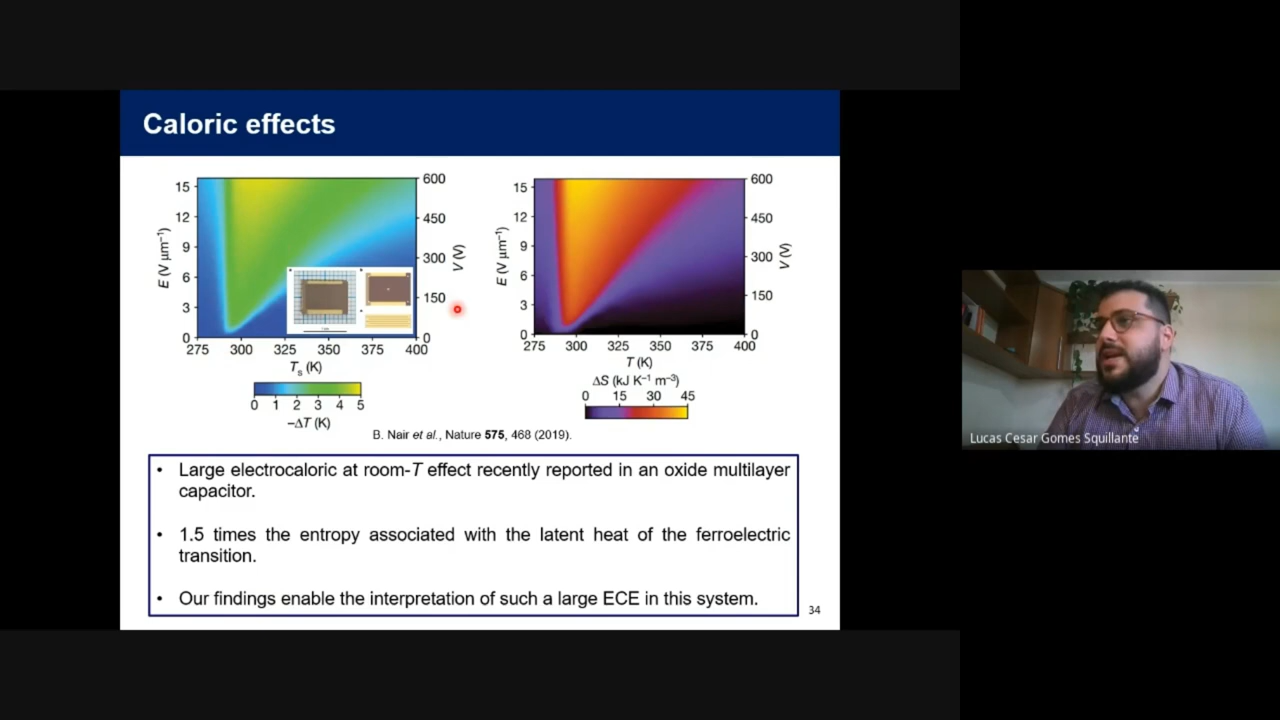 Caloric effects
15
12
9
6
3
0
E (V μm⁻¹)
600
450
300
150
0
V (V)
275 300 325 350 375 400
Tₛ (K)
0 1 2 3 4 5
−ΔT (K)
15
12
9
6
3
0
E (V μm⁻¹)
600
450
300
150
0
V (V)
275 300 325 350 375 400
T (K)
ΔS (kJ K⁻¹ m⁻³)
0 15 30 45
B. Nair et al., Nature 575, 468 (2019).
• Large electrocaloric at room-T effect recently reported in an oxide multilayer
capacitor.
• 1.5 times the entropy associated with the latent heat of the ferroelectric
transition.
• Our findings enable the interpretation of such a large ECE in this system.
34
Lucas Cesar Gomes Squillante